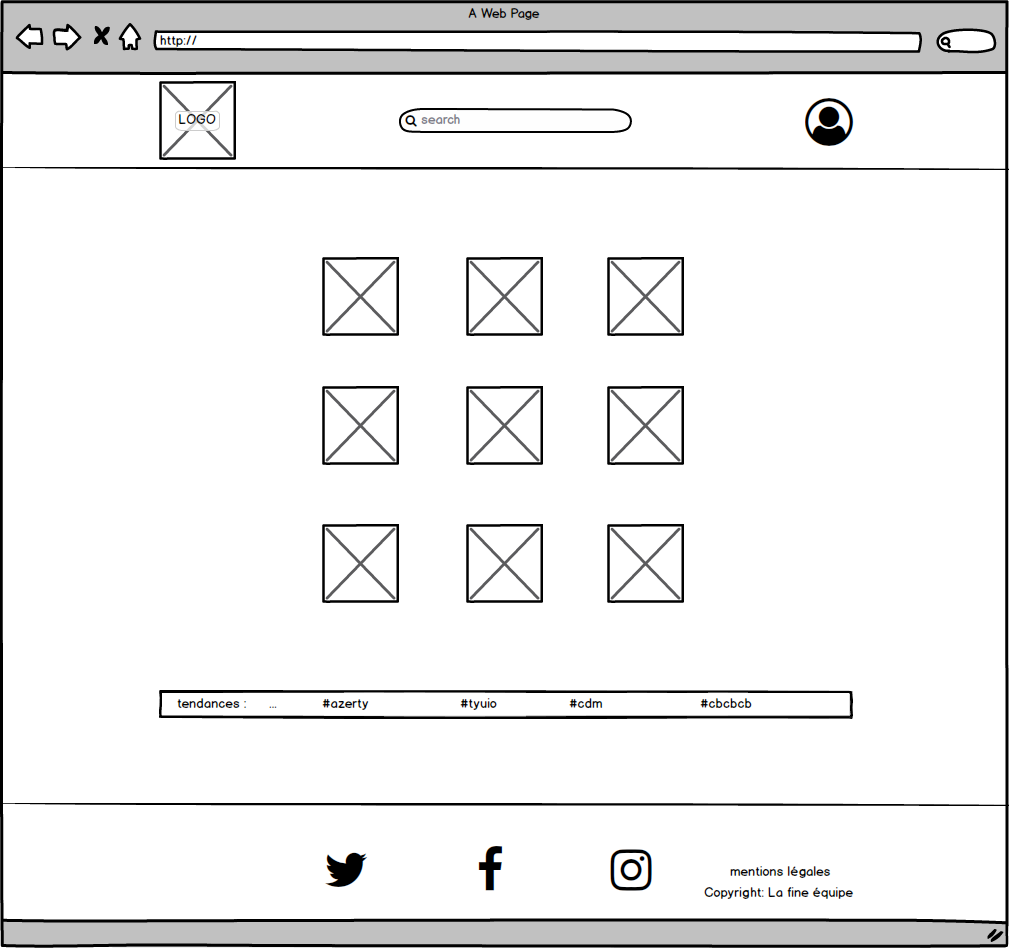 A Web Page
http://
LOGO
search
tendances : ... #azerty #tyuio #cdm #cbcbcb
mentions légales
Copyright: La fine équipe